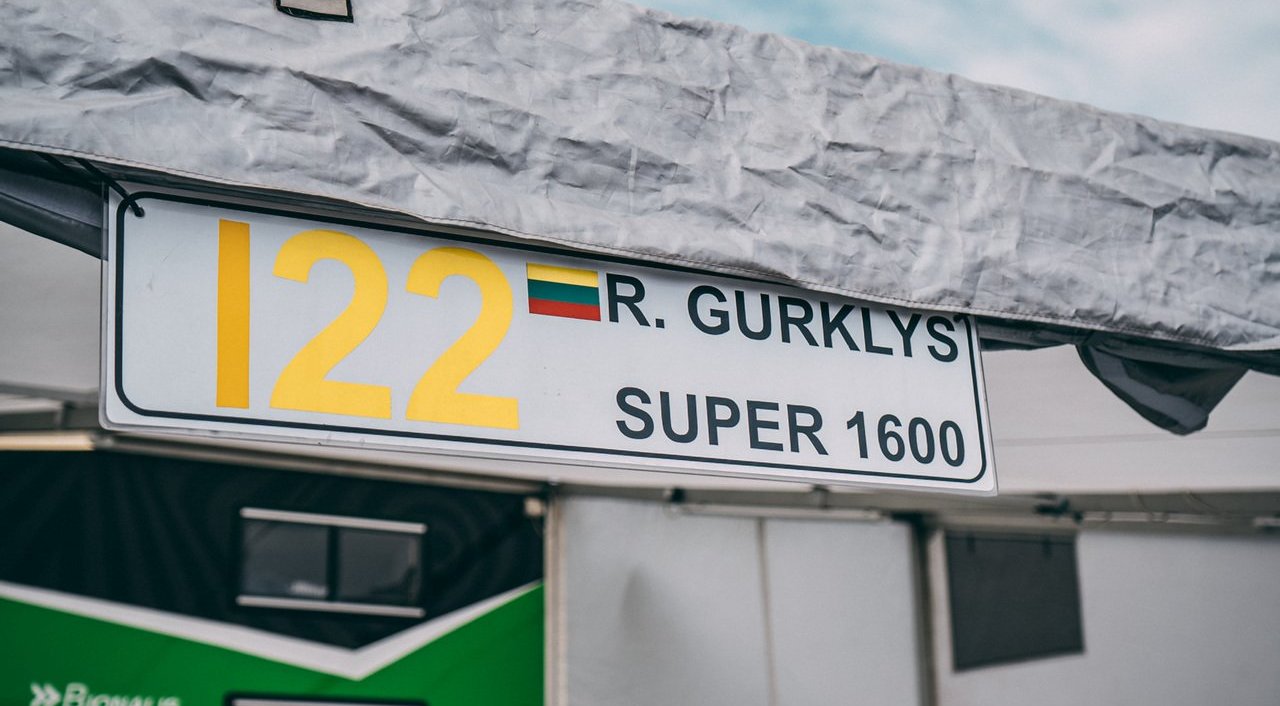 122 R. GURKLYS
SUPER 1600